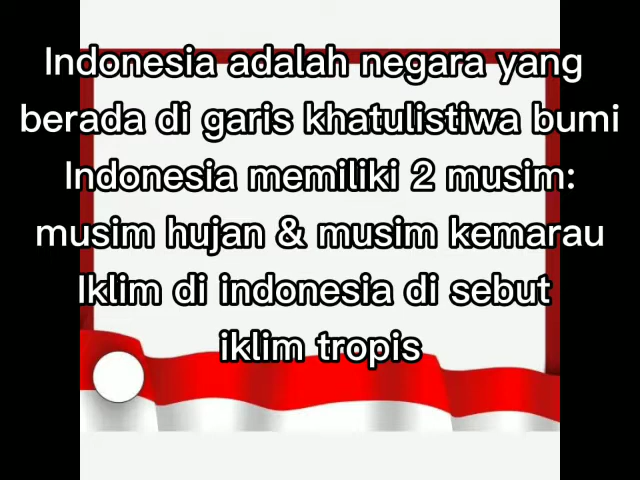 Indonesia adalah negara yang
berada di garis khatulistiwa bumi
Indonesia memiliki 2 musim:
musim hujan & musim kemarau
Iklim di indonesia di sebut
iklim tropis